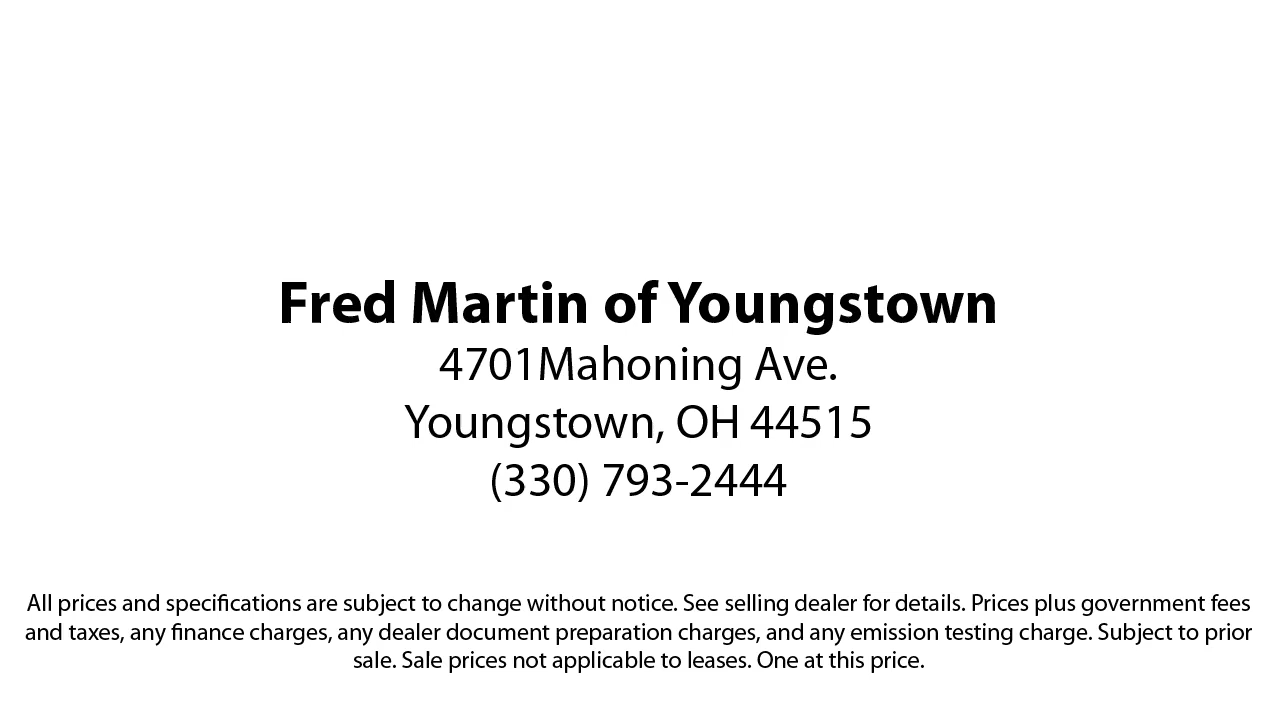 Fred Martin of Youngstown
4701Mahoning Ave.
Youngstown, OH 44515
(330) 793-2444
All prices and specifications are subject to change without notice. See selling dealer for details. Prices plus government fees
and taxes, any finance charges, any dealer document preparation charges, and any emission testing charge. Subject to prior
sale. Sale prices not applicable to leases. One at this price.